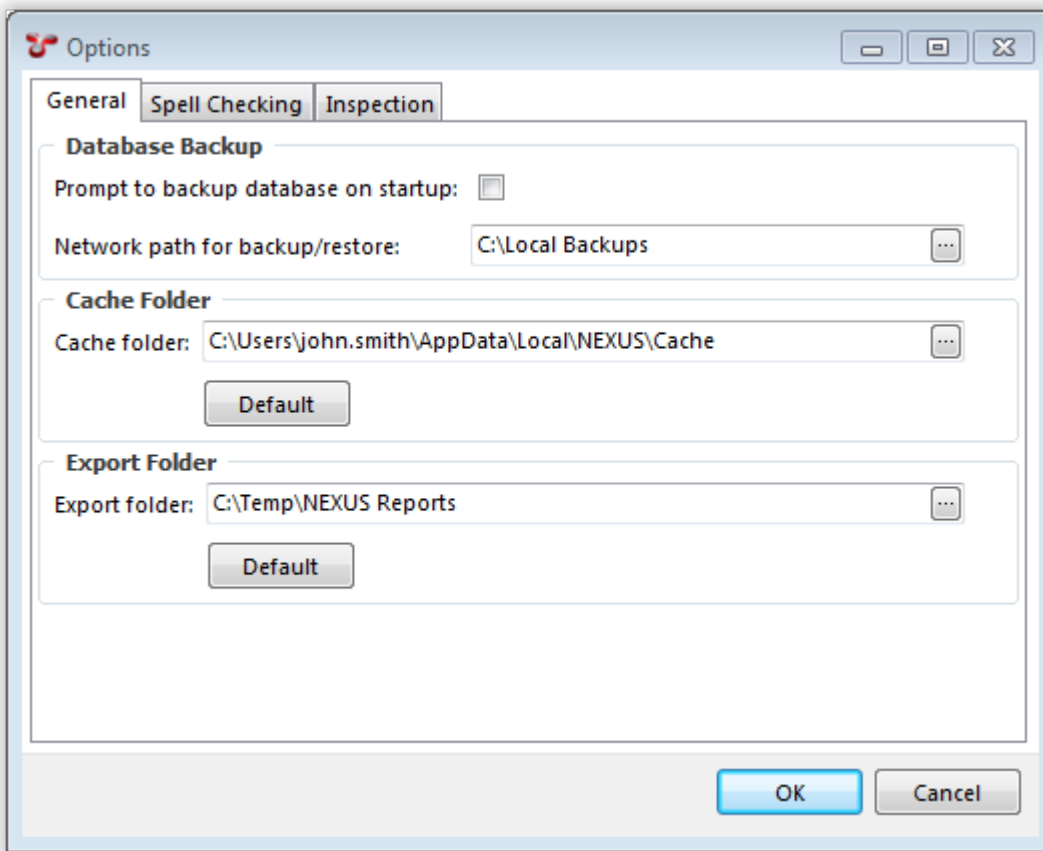 Options
General Spell Checking Inspection
Database Backup
Prompt to backup database on startup:
Network path for backup/restore: C:\Local Backups ...
Cache Folder
Cache folder: C:\Users\john.smith\AppData\Local\NEXUS\Cache ...
Default
Export Folder
Export folder: C:\Temp\NEXUS Reports ...
Default
OK Cancel